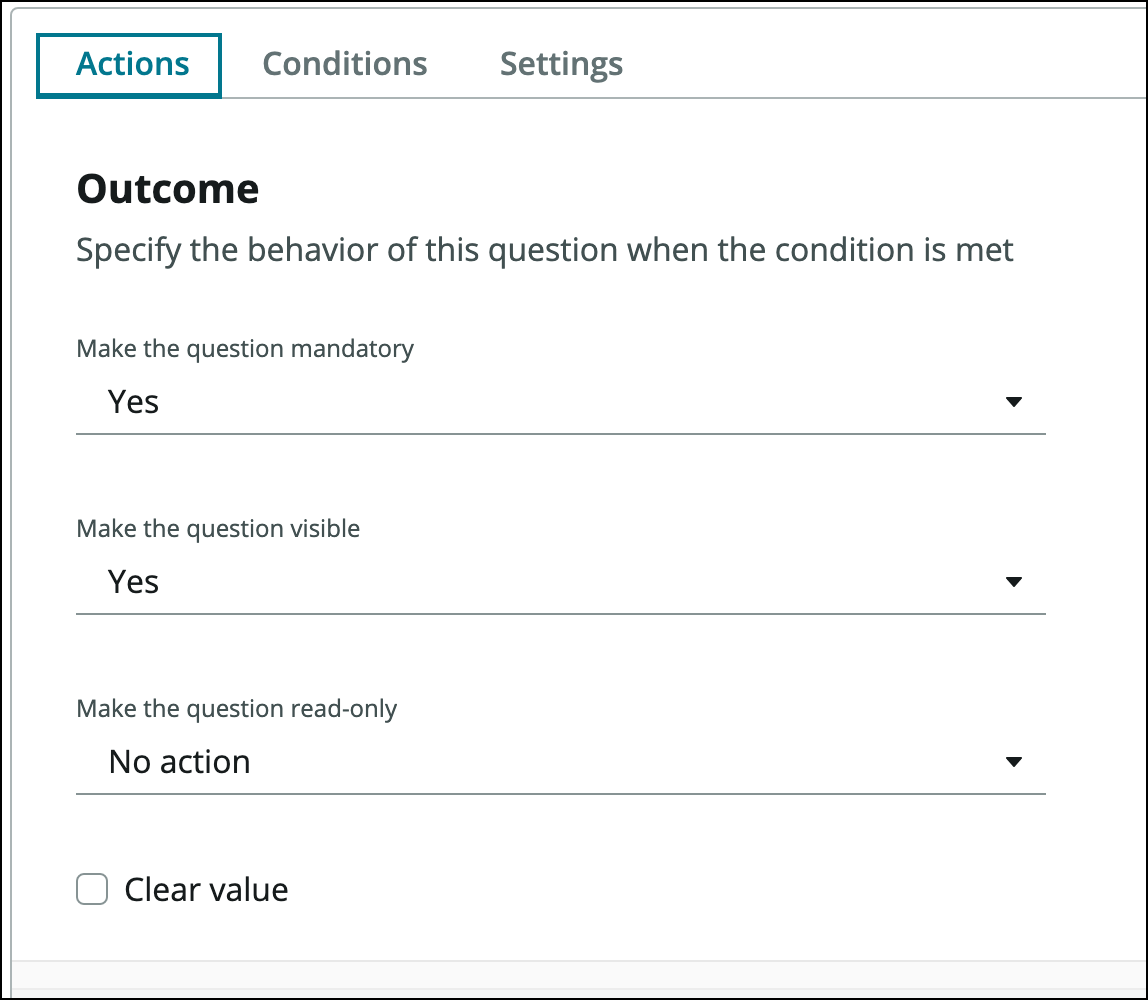 Actions Conditions Settings
Outcome
Specify the behavior of this question when the condition is met
Make the question mandatory
Yes
Make the question visible
Yes
Make the question read-only
No action
Clear value